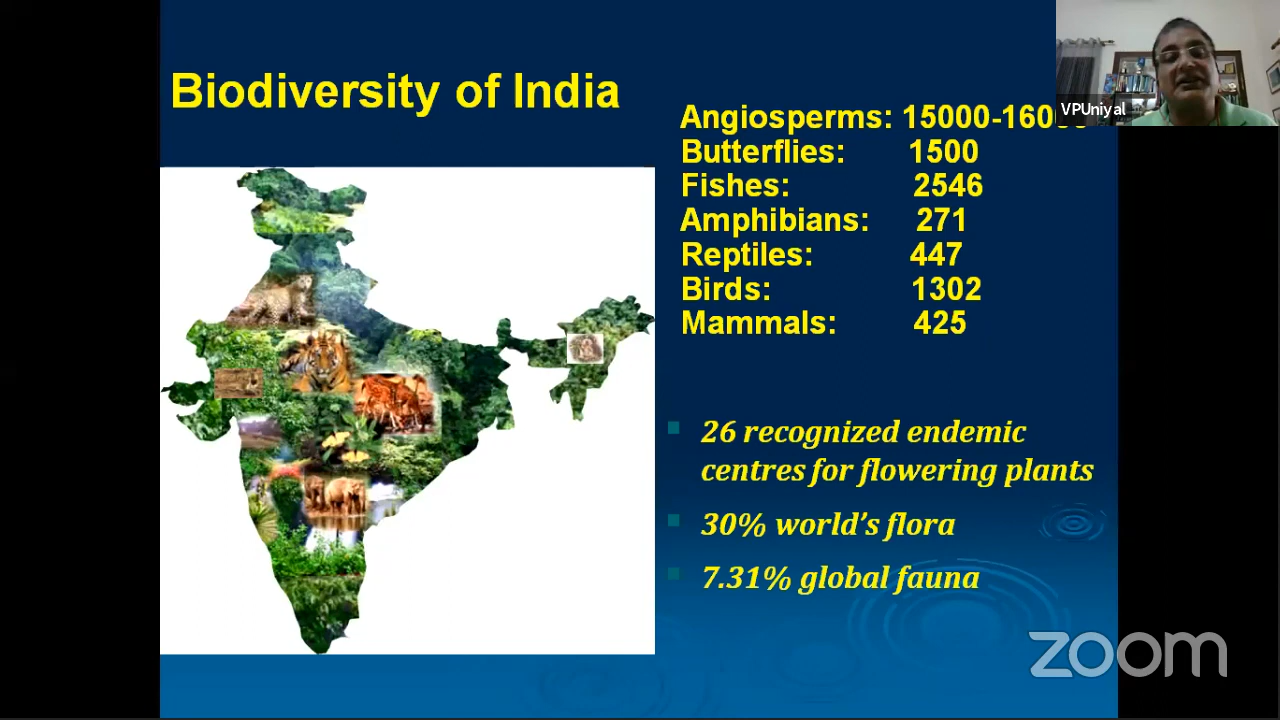 Biodiversity of India
Angiosperms: 15000-
Butterflies: 1500
Fishes: 2546
Amphibians: 271
Reptiles: 447
Birds: 1302
Mammals: 425
26 recognized endemic
centres for flowering plants
30% world's flora
7.31% global fauna
VPUniyal
zoom